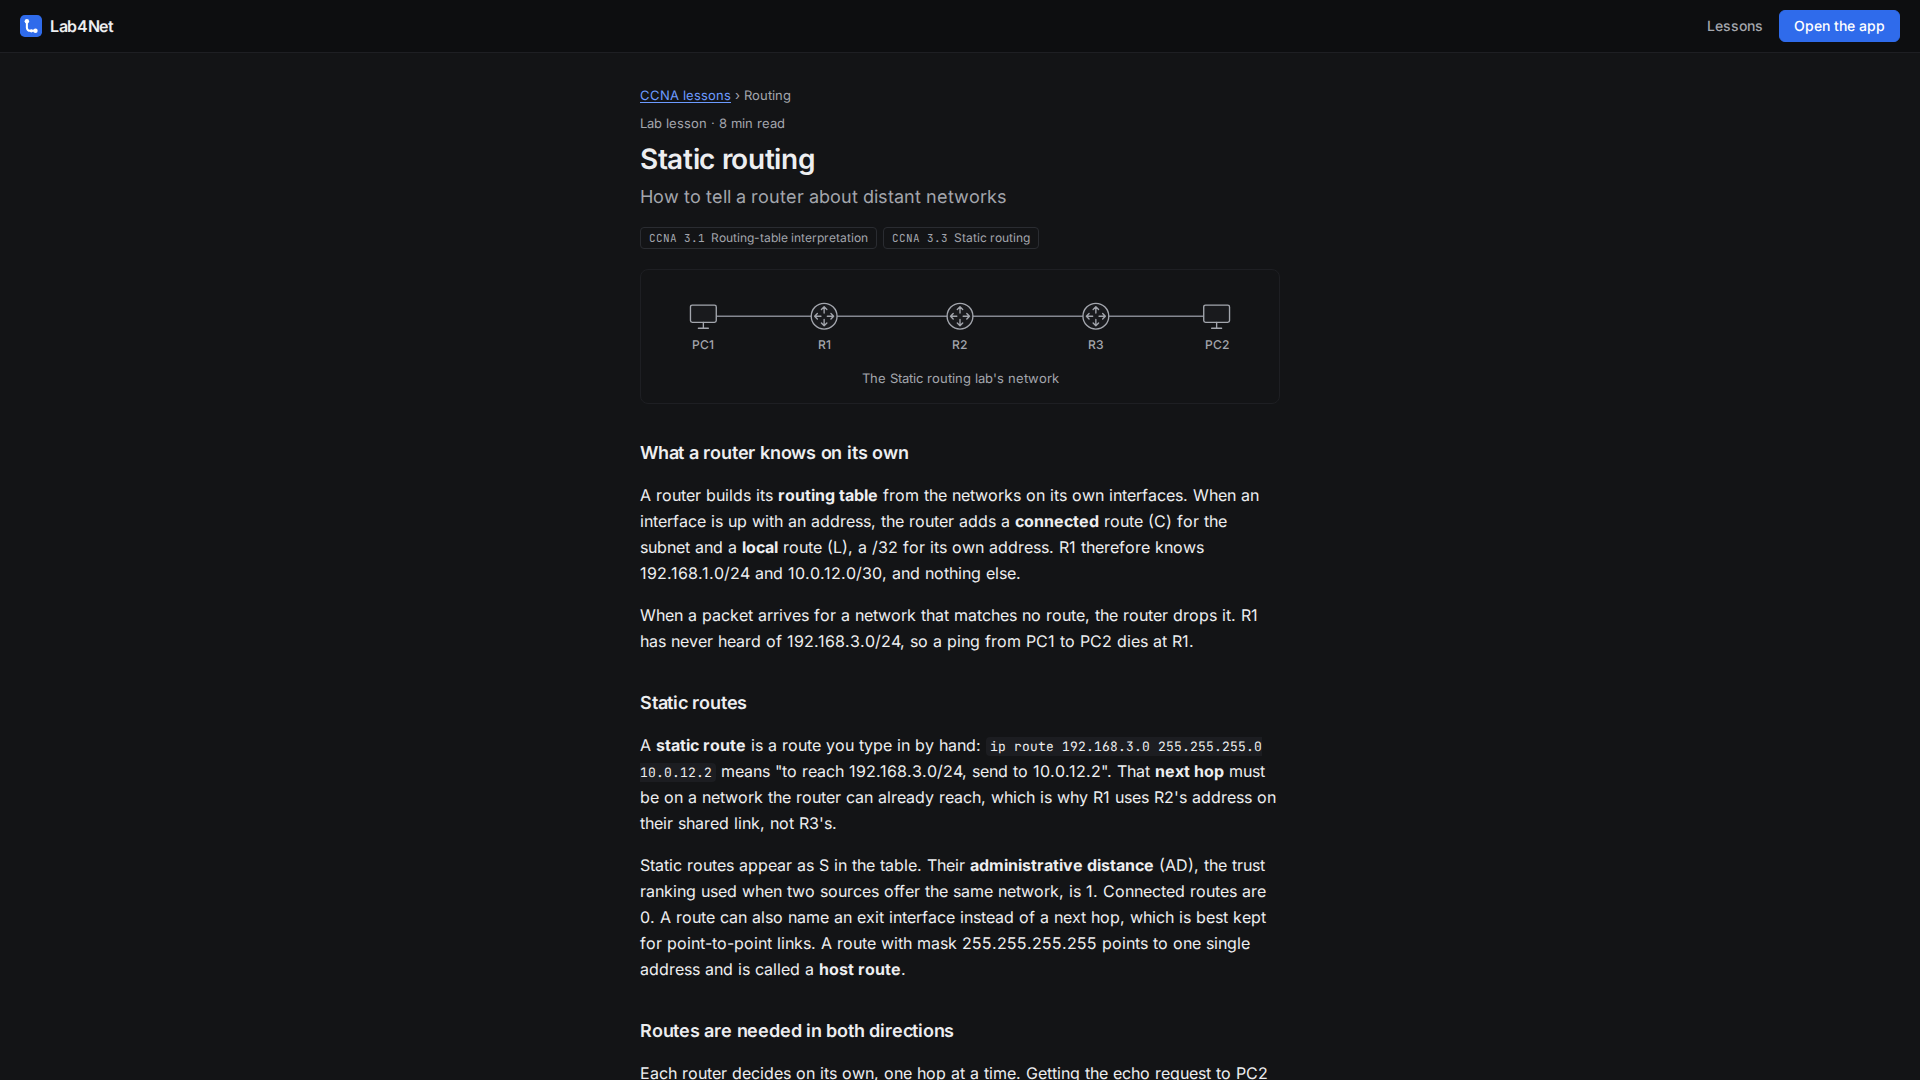 Lab4Net
Lessons
Open the app
CCNA lessons › Routing
Lab lesson · 8 min read
Static routing
How to tell a router about distant networks
CCNA 3.1 Routing-table interpretation
CCNA 3.3 Static routing
PC1
R1
R2
R3
PC2
The Static routing lab's network
What a router knows on its own
A router builds its routing table from the networks on its own interfaces. When an
interface is up with an address, the router adds a connected route (C) for the
subnet and a local route (L), a /32 for its own address. R1 therefore knows
192.168.1.0/24 and 10.0.12.0/30, and nothing else.
When a packet arrives for a network that matches no route, the router drops it. R1
has never heard of 192.168.3.0/24, so a ping from PC1 to PC2 dies at R1.
Static routes
A static route is a route you type in by hand: ip route 192.168.3.0 255.255.255.0
10.0.12.2 means "to reach 192.168.3.0/24, send to 10.0.12.2". That next hop must
be on a network the router can already reach, which is why R1 uses R2's address on
their shared link, not R3's.
Static routes appear as S in the table. Their administrative distance (AD), the trust
ranking used when two sources offer the same network, is 1. Connected routes are
0. A route can also name an exit interface instead of a next hop, which is best kept
for point-to-point links. A route with mask 255.255.255.255 points to one single
address and is called a host route.
Routes are needed in both directions
Each router decides on its own, one hop at a time. Getting the echo request to PC2